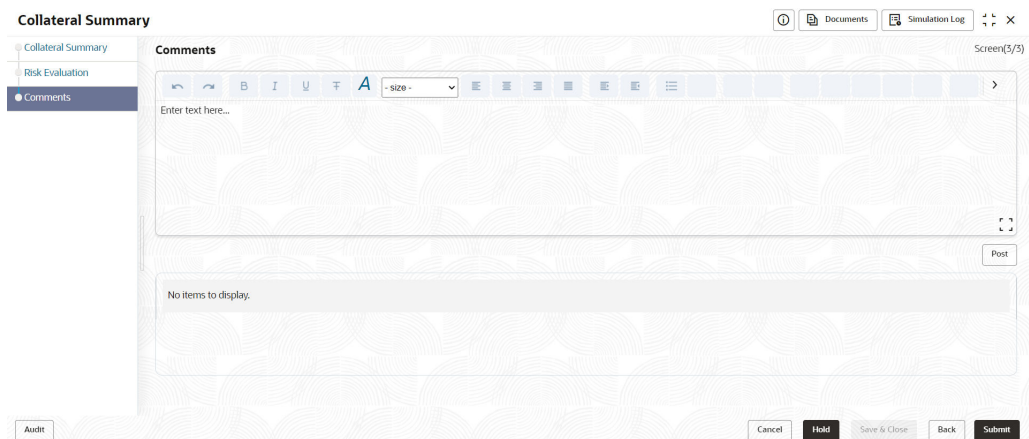 Collateral Summary
Documents
Simulation Log
Collateral Summary
Risk Evaluation
Comments
Comments
Screen(3/3)
B I U T A - size -
Enter text here...
Post
No items to display.
Audit
Cancel
Hold
Save & Close
Back
Submit